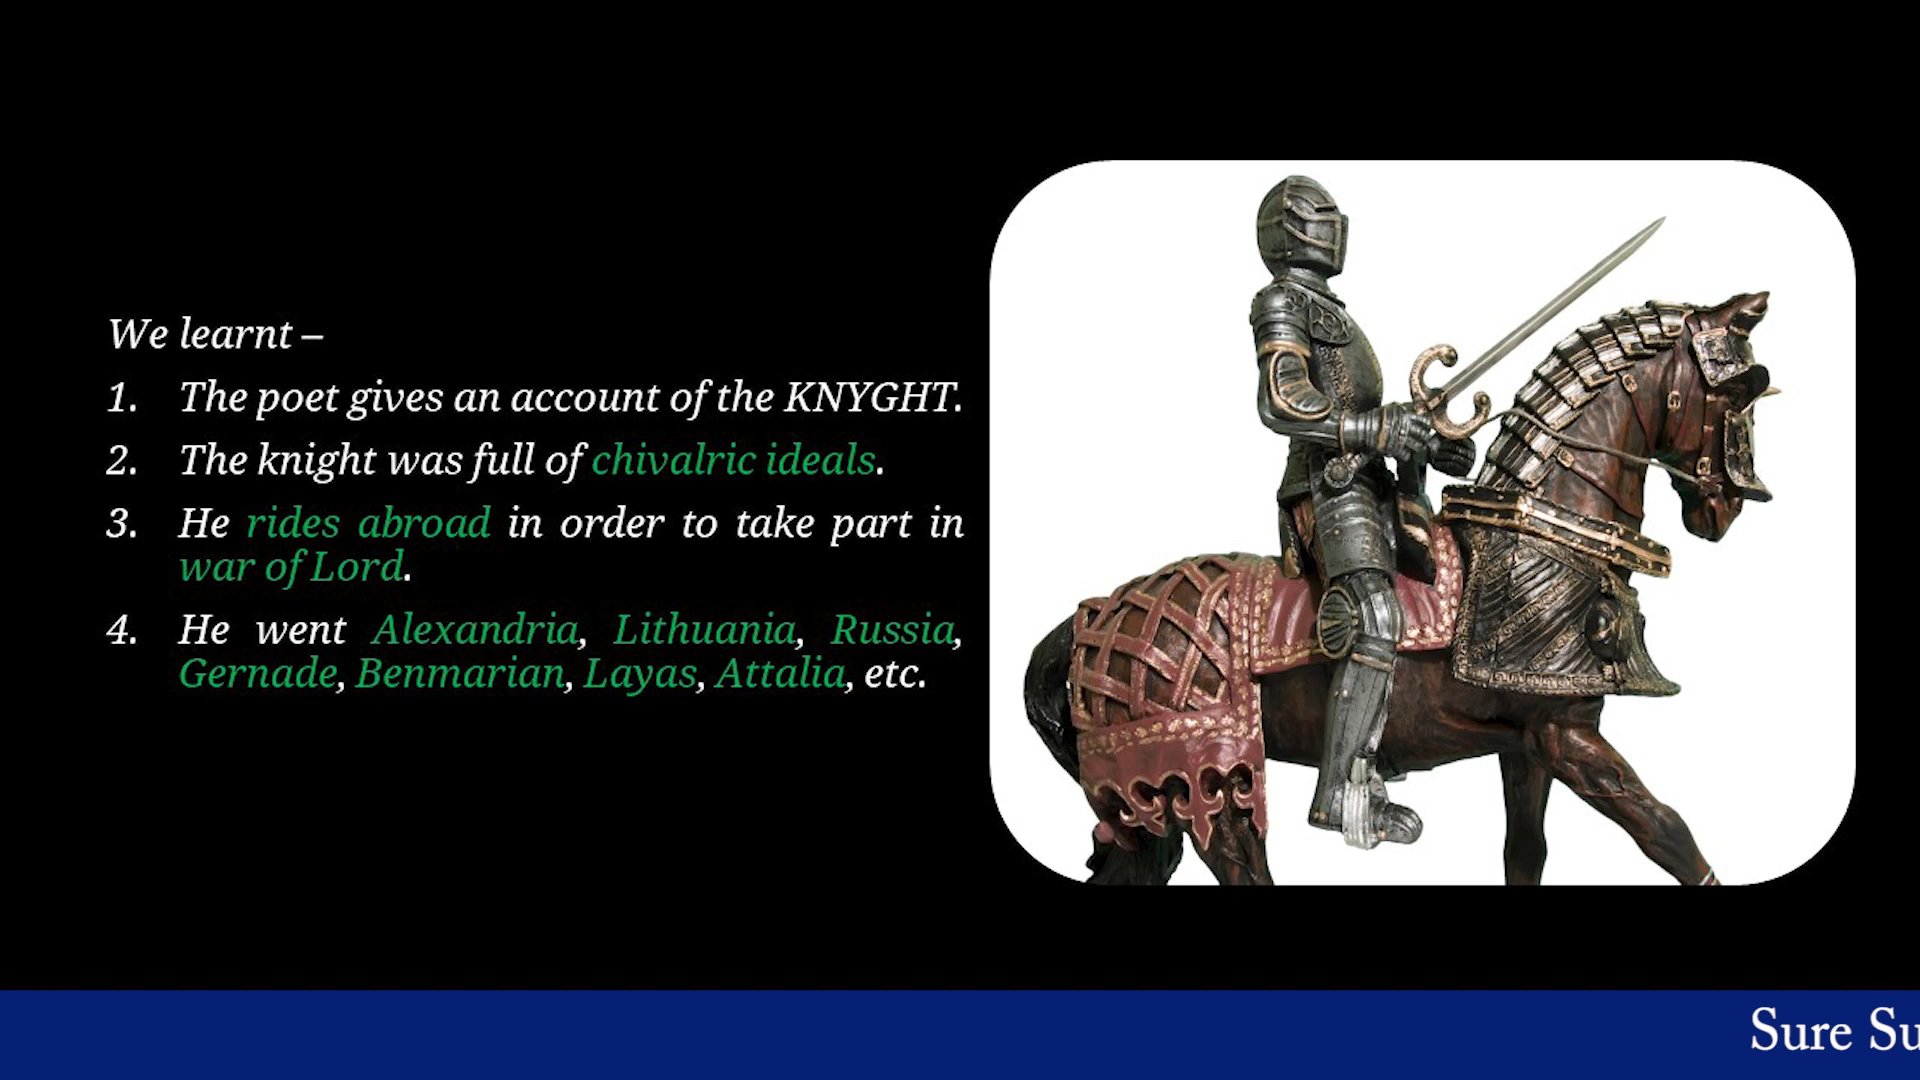 We learnt –
1. The poet gives an account of the KNYGHT.
2. The knight was full of chivalric ideals.
3. He rides abroad in order to take part in
war of Lord.
4. He went Alexandria, Lithuania, Russia,
Gernade, Benmarian, Layas, Attalia, etc.
Sure